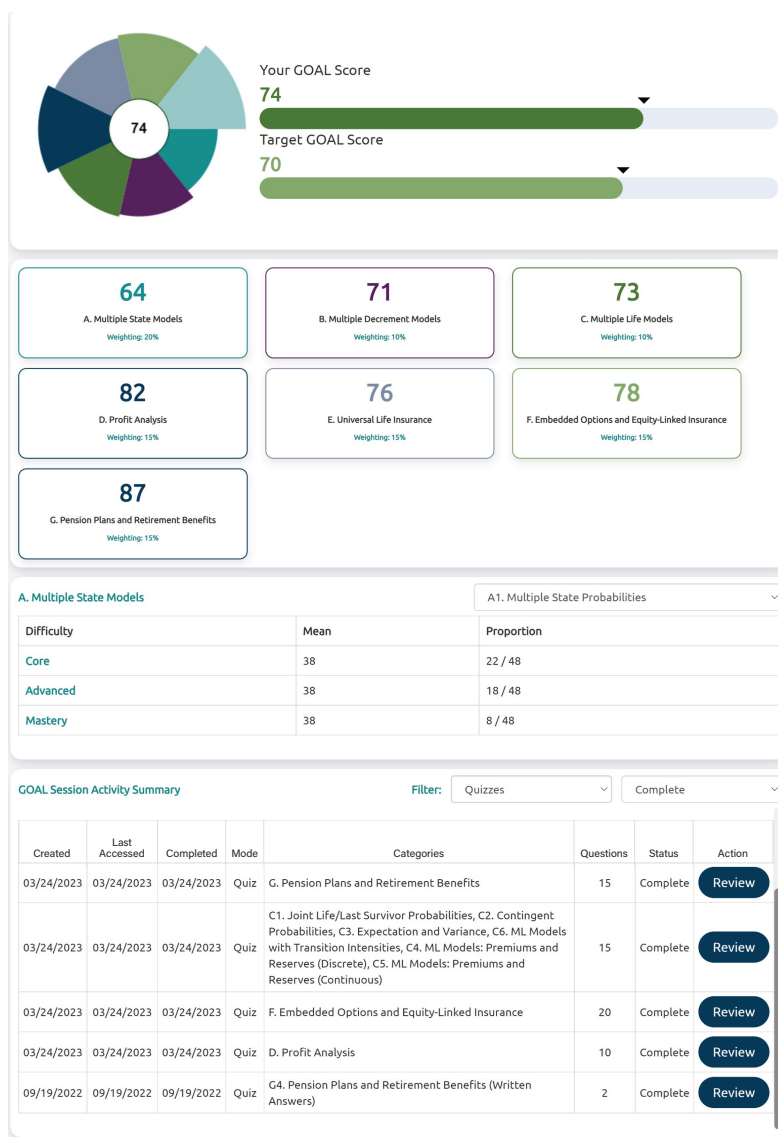 74
Your GOAL Score
74
Target GOAL Score
70
64
A. Multiple State Models
Weighting: 20%
71
B. Multiple Decrement Models
Weighting: 10%
73
C. Multiple Life Models
Weighting: 10%
82
D. Profit Analysis
Weighting: 15%
76
E. Universal Life Insurance
Weighting: 15%
78
F. Embedded Options and Equity-Linked Insurance
Weighting: 15%
87
G. Pension Plans and Retirement Benefits
Weighting: 15%
A. Multiple State Models A1. Multiple State Probabilities
Difficulty Mean Proportion
Core 38 22 / 48
Advanced 38 18 / 48
Mastery 38 8 / 48
GOAL Session Activity Summary Filter: Quizzes Complete
Created Last Accessed Completed Mode Categories Questions Status Action
03/24/2023 03/24/2023 03/24/2023 Quiz G. Pension Plans and Retirement Benefits 15 Complete Review
C1. Joint Life/Last Survivor Probabilities, C2. Contingent
Probabilities, C3. Expectation and Variance, C6. ML Models
03/24/2023 03/24/2023 03/24/2023 Quiz with Transition Intensities, C4. ML Models: Premiums and 15 Complete Review
Reserves (Discrete), C5. ML Models: Premiums and
Reserves (Continuous)
03/24/2023 03/24/2023 03/24/2023 Quiz F. Embedded Options and Equity-Linked Insurance 20 Complete Review
03/24/2023 03/24/2023 03/24/2023 Quiz D. Profit Analysis 10 Complete Review
09/19/2022 09/19/2022 09/19/2022 Quiz G4. Pension Plans and Retirement Benefits (Written
Answers) 2 Complete Review